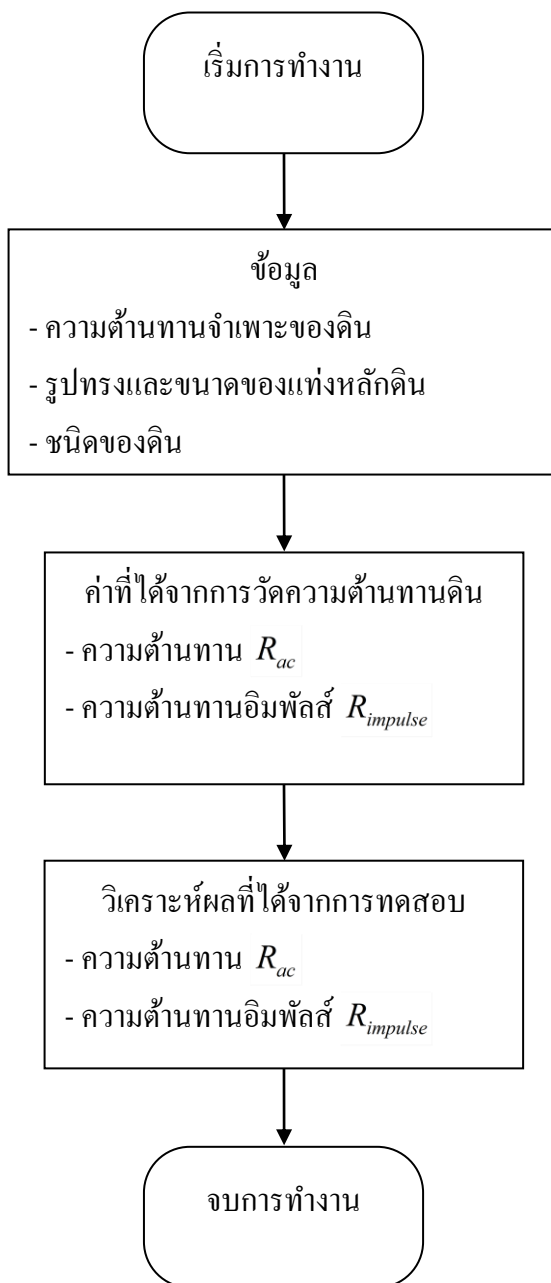 เริ่มการทำงาน
ข้อมูล
- ความต้านทานจำเพาะของดิน
- รูปทรงและขนาดของแท่งหลักดิน
- ชนิดของดิน
ค่าที่ได้จากการวัดความต้านทานดิน
- ความต้านทาน R_{ac}
- ความต้านทานอิมพัลส์ R_{impulse}
วิเคราะห์ผลที่ได้จากการทดสอบ
- ความต้านทาน R_{ac}
- ความต้านทานอิมพัลส์ R_{impulse}
จบการทำงาน